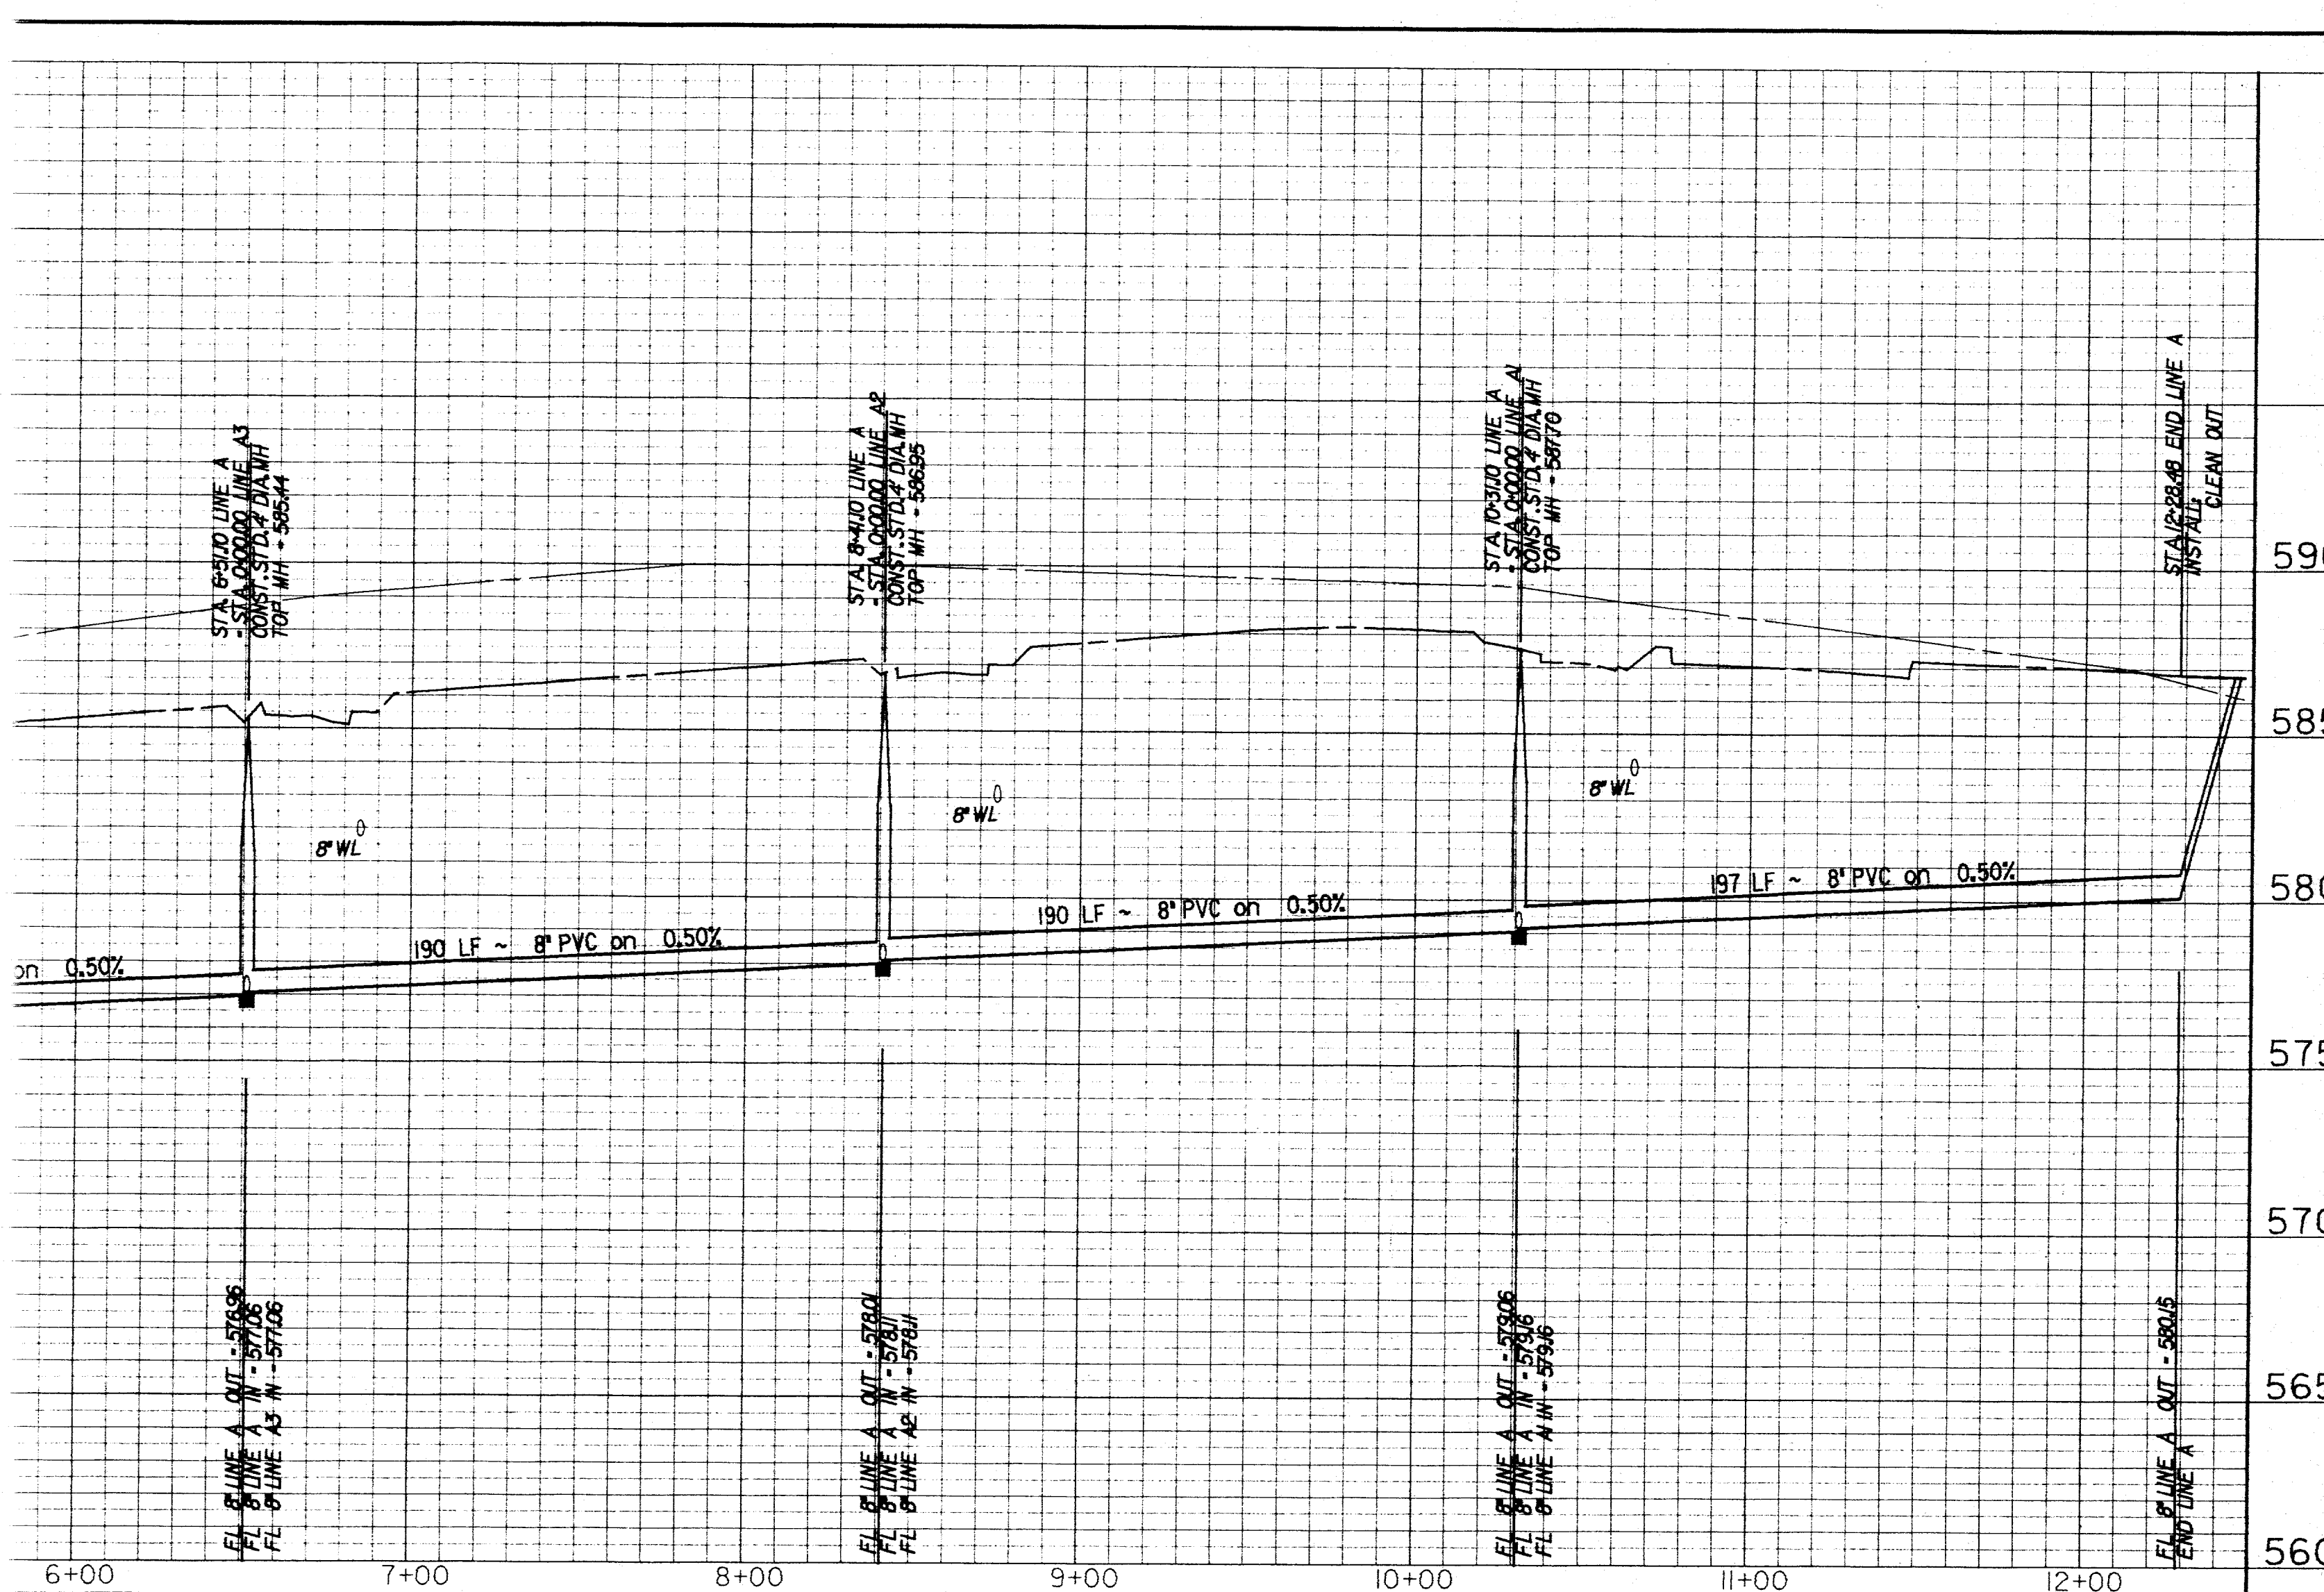 STA. 6+51.10 LINE A
= STA. 0+00.00 LINE A3
CONST. STD. 4' DIA. MH
TOP MH = 585.44
STA. 8+41.10 LINE A
= STA. 0+00.00 LINE A2
CONST. STD. 4' DIA. MH
TOP MH = 586.95
STA. 10+31.10 LINE A
= STA. 0+00.00 LINE A1
CONST. STD. 4' DIA. MH
TOP MH = 587.70
STA. 12+28.48 END LINE A
INSTALL:
CLEAN OUT
590
585
8" WL
8" WL
8" WL
580
on 0.50%
190 LF ~ 8" PVC on 0.50%
190 LF ~ 8" PVC on 0.50%
197 LF ~ 8" PVC on 0.50%
575
570
565
560
FL 8" LINE A OUT = 576.96
FL 8" LINE A IN = 577.06
FL 8" LINE A3 IN = 577.06
FL 8" LINE A OUT = 578.01
FL 8" LINE A IN = 578.11
FL 8" LINE A2 IN = 578.11
FL 8" LINE A OUT = 579.06
FL 8" LINE A IN = 579.16
FL 8" LINE A1 IN = 579.16
FL 8" LINE A OUT = 580.15
END LINE A
6+00 7+00 8+00 9+00 10+00 11+00 12+00